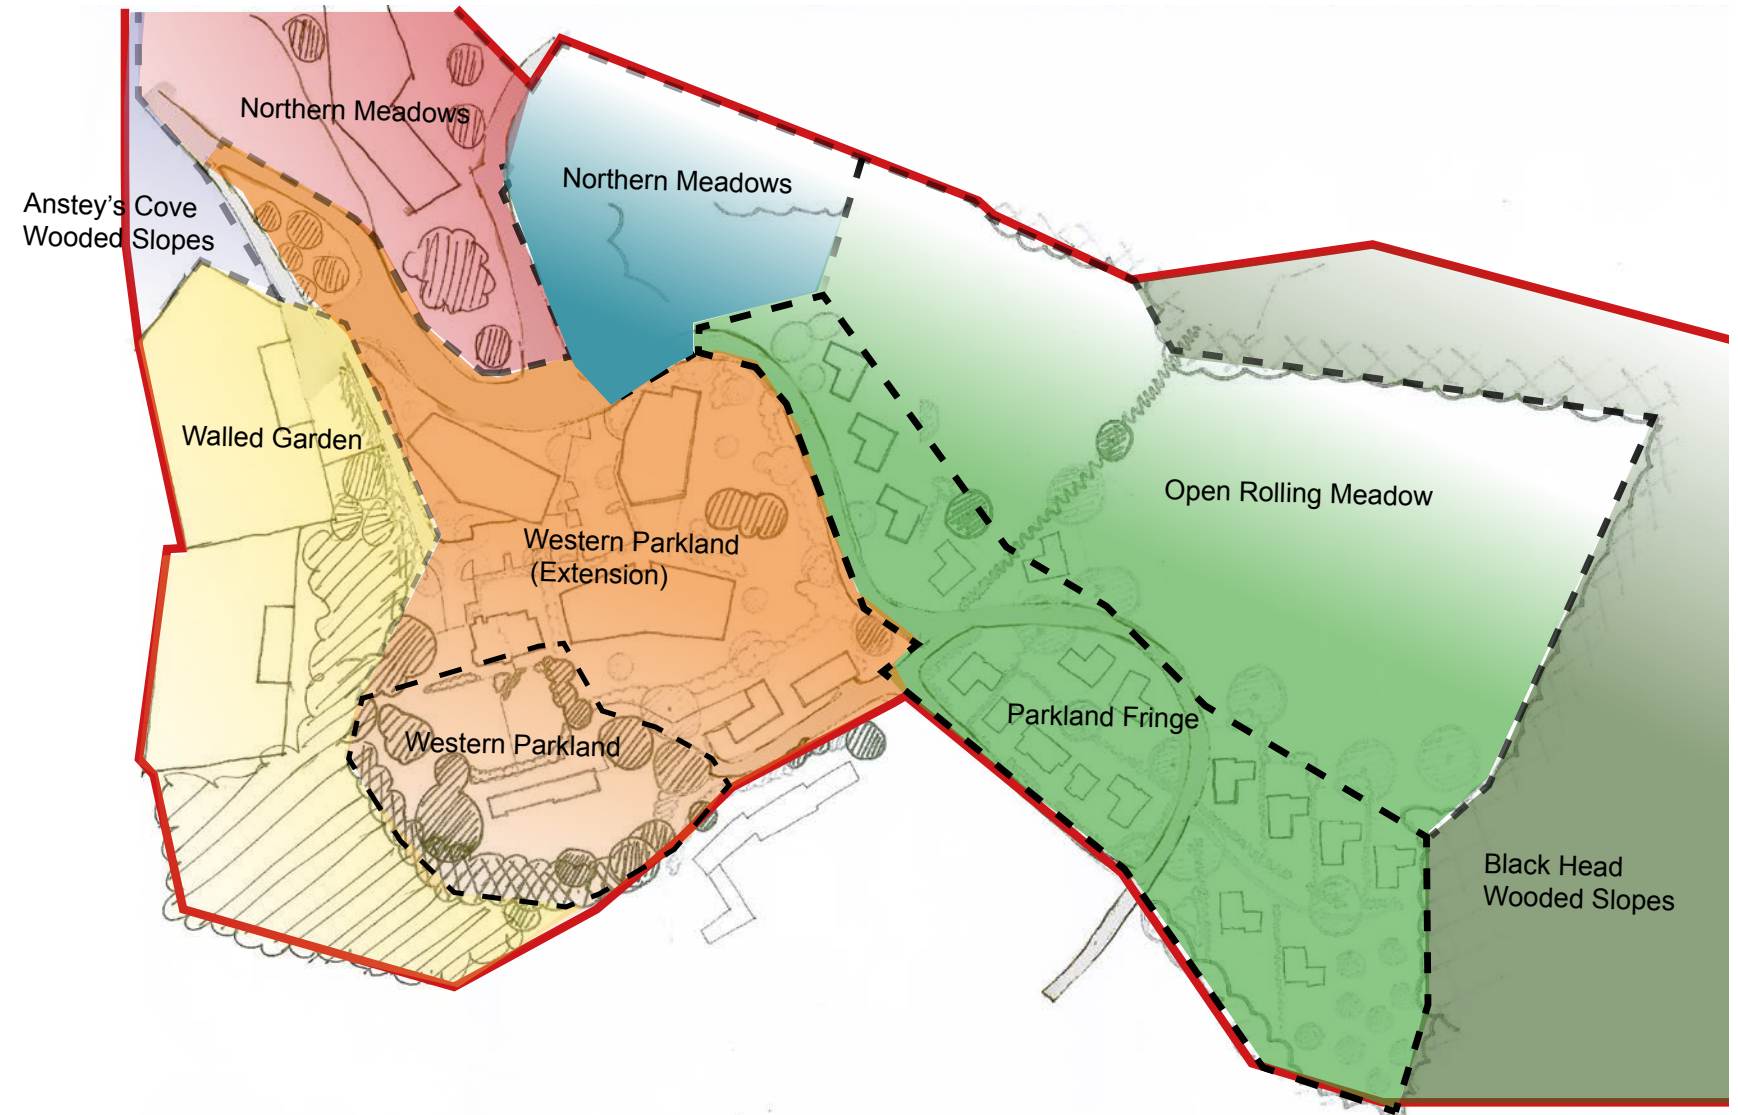 Northern Meadows
Northern Meadows
Anstey's Cove
Wooded Slopes
Walled Garden
Open Rolling Meadow
Western Parkland
(Extension)
Parkland Fringe
Western Parkland
Black Head
Wooded Slopes